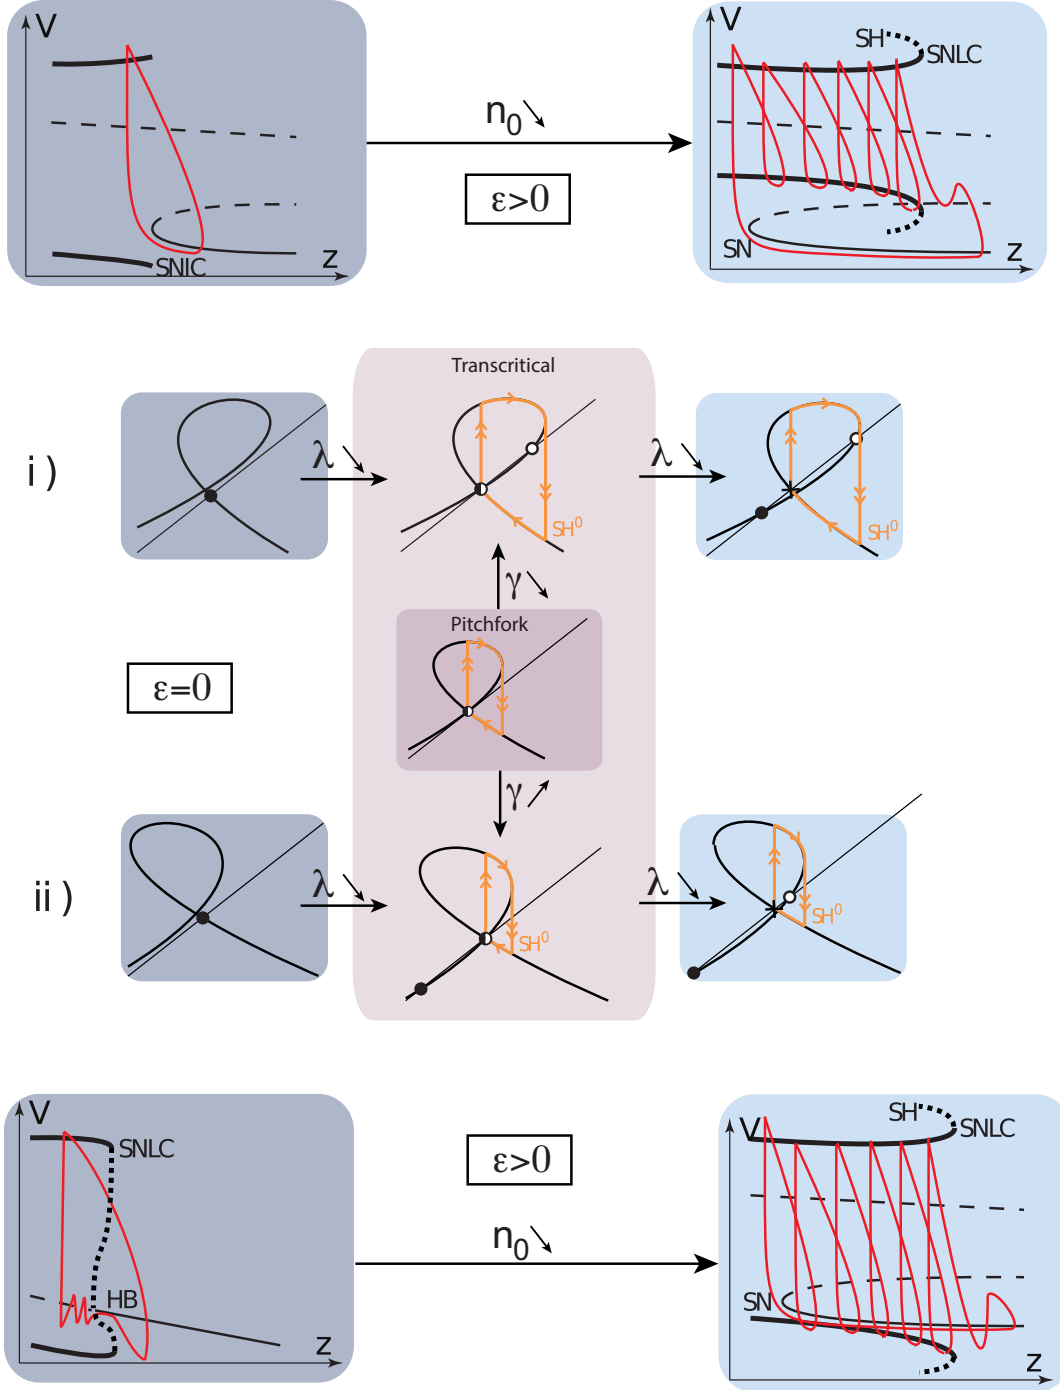 V
SNIC
z
n0
ε>0
V
SH
SNLC
SN
z
Transcritical
i)
λ
SH0
λ
SH0
γ
Pitchfork
ε=0
γ
ii)
λ
SH0
λ
SH0
V
SNLC
HB
z
ε>0
n0
V
SH
SNLC
SN
z